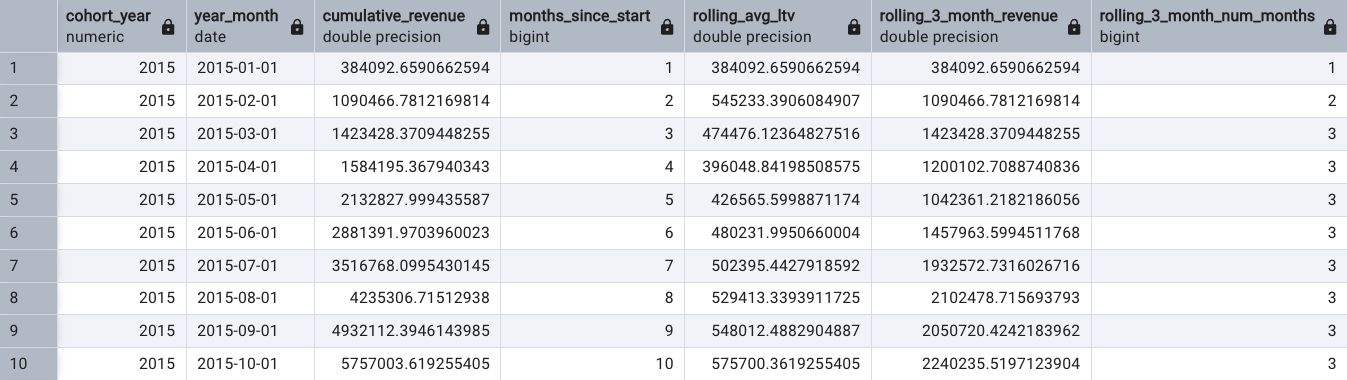 cohort_year year_month cumulative_revenue months_since_start rolling_avg_ltv rolling_3_month_revenue rolling_3_month_num_months
numeric date double precision bigint double precision double precision bigint
1 2015 2015-01-01 384092.6590662594 1 384092.6590662594 384092.6590662594 1
2 2015 2015-02-01 1090466.7812169814 2 545233.3906084907 1090466.7812169814 2
3 2015 2015-03-01 1423428.3709448255 3 474476.12364827516 1423428.3709448255 3
4 2015 2015-04-01 1584195.367940343 4 396048.84198508575 1200102.7088740836 3
5 2015 2015-05-01 2132827.999435587 5 426565.5998871174 1042361.2182186056 3
6 2015 2015-06-01 2881391.9703960023 6 480231.9950660004 1457963.5994511768 3
7 2015 2015-07-01 3516768.0995430145 7 502395.4427918592 1932572.7316026716 3
8 2015 2015-08-01 4235306.71512938 8 529413.3393911725 2102478.715693793 3
9 2015 2015-09-01 4932112.3946143985 9 548012.4882904887 2050720.4242183962 3
10 2015 2015-10-01 5757003.619255405 10 575700.3619255405 2240235.5197123904 3